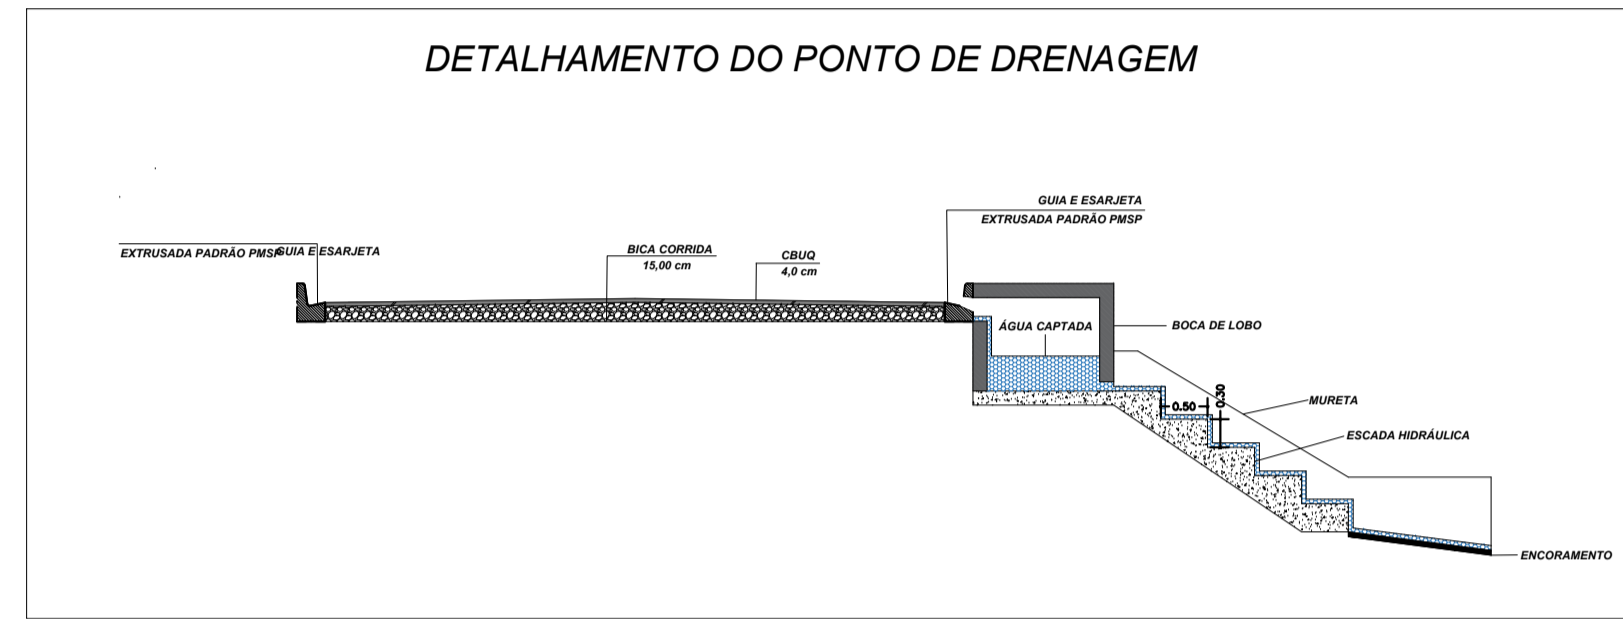 DETALHAMENTO DO PONTO DE DRENAGEM
GUIA E ESARJETA
EXTRUSADA PADRÃO PMSP
EXTRUSADA PADRÃO PMSP
GUIA E ESARJETA
BICA CORRIDA
15,00 cm
CBUQ
4,0 cm
ÁGUA CAPTADA
BOCA DE LOBO
0.50
0.30
MURETA
ESCADA HIDRÁULICA
ENCORAMENTO